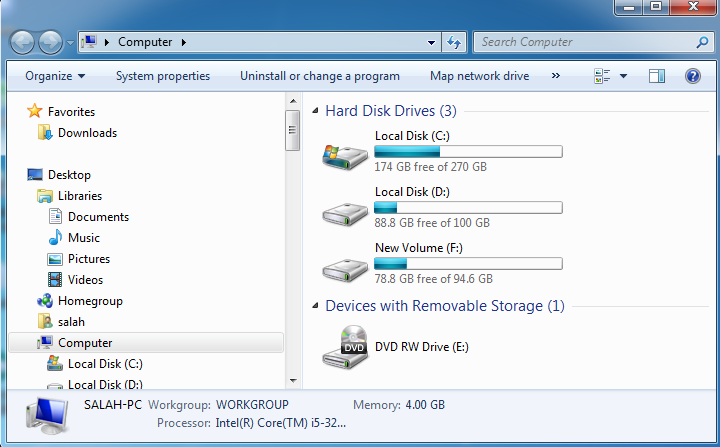 Computer
Search Computer
Organize
System properties
Uninstall or change a program
Map network drive
»
Favorites
Downloads
Desktop
Libraries
Documents
Music
Pictures
Videos
Homegroup
salah
Computer
Local Disk (C:)
Local Disk (D:)
Hard Disk Drives (3)
Local Disk (C:)
174 GB free of 270 GB
Local Disk (D:)
88.8 GB free of 100 GB
New Volume (F:)
78.8 GB free of 94.6 GB
Devices with Removable Storage (1)
DVD
DVD RW Drive (E:)
SALAH-PC Workgroup: WORKGROUP Memory: 4.00 GB
Processor: Intel(R) Core(TM) i5-32...